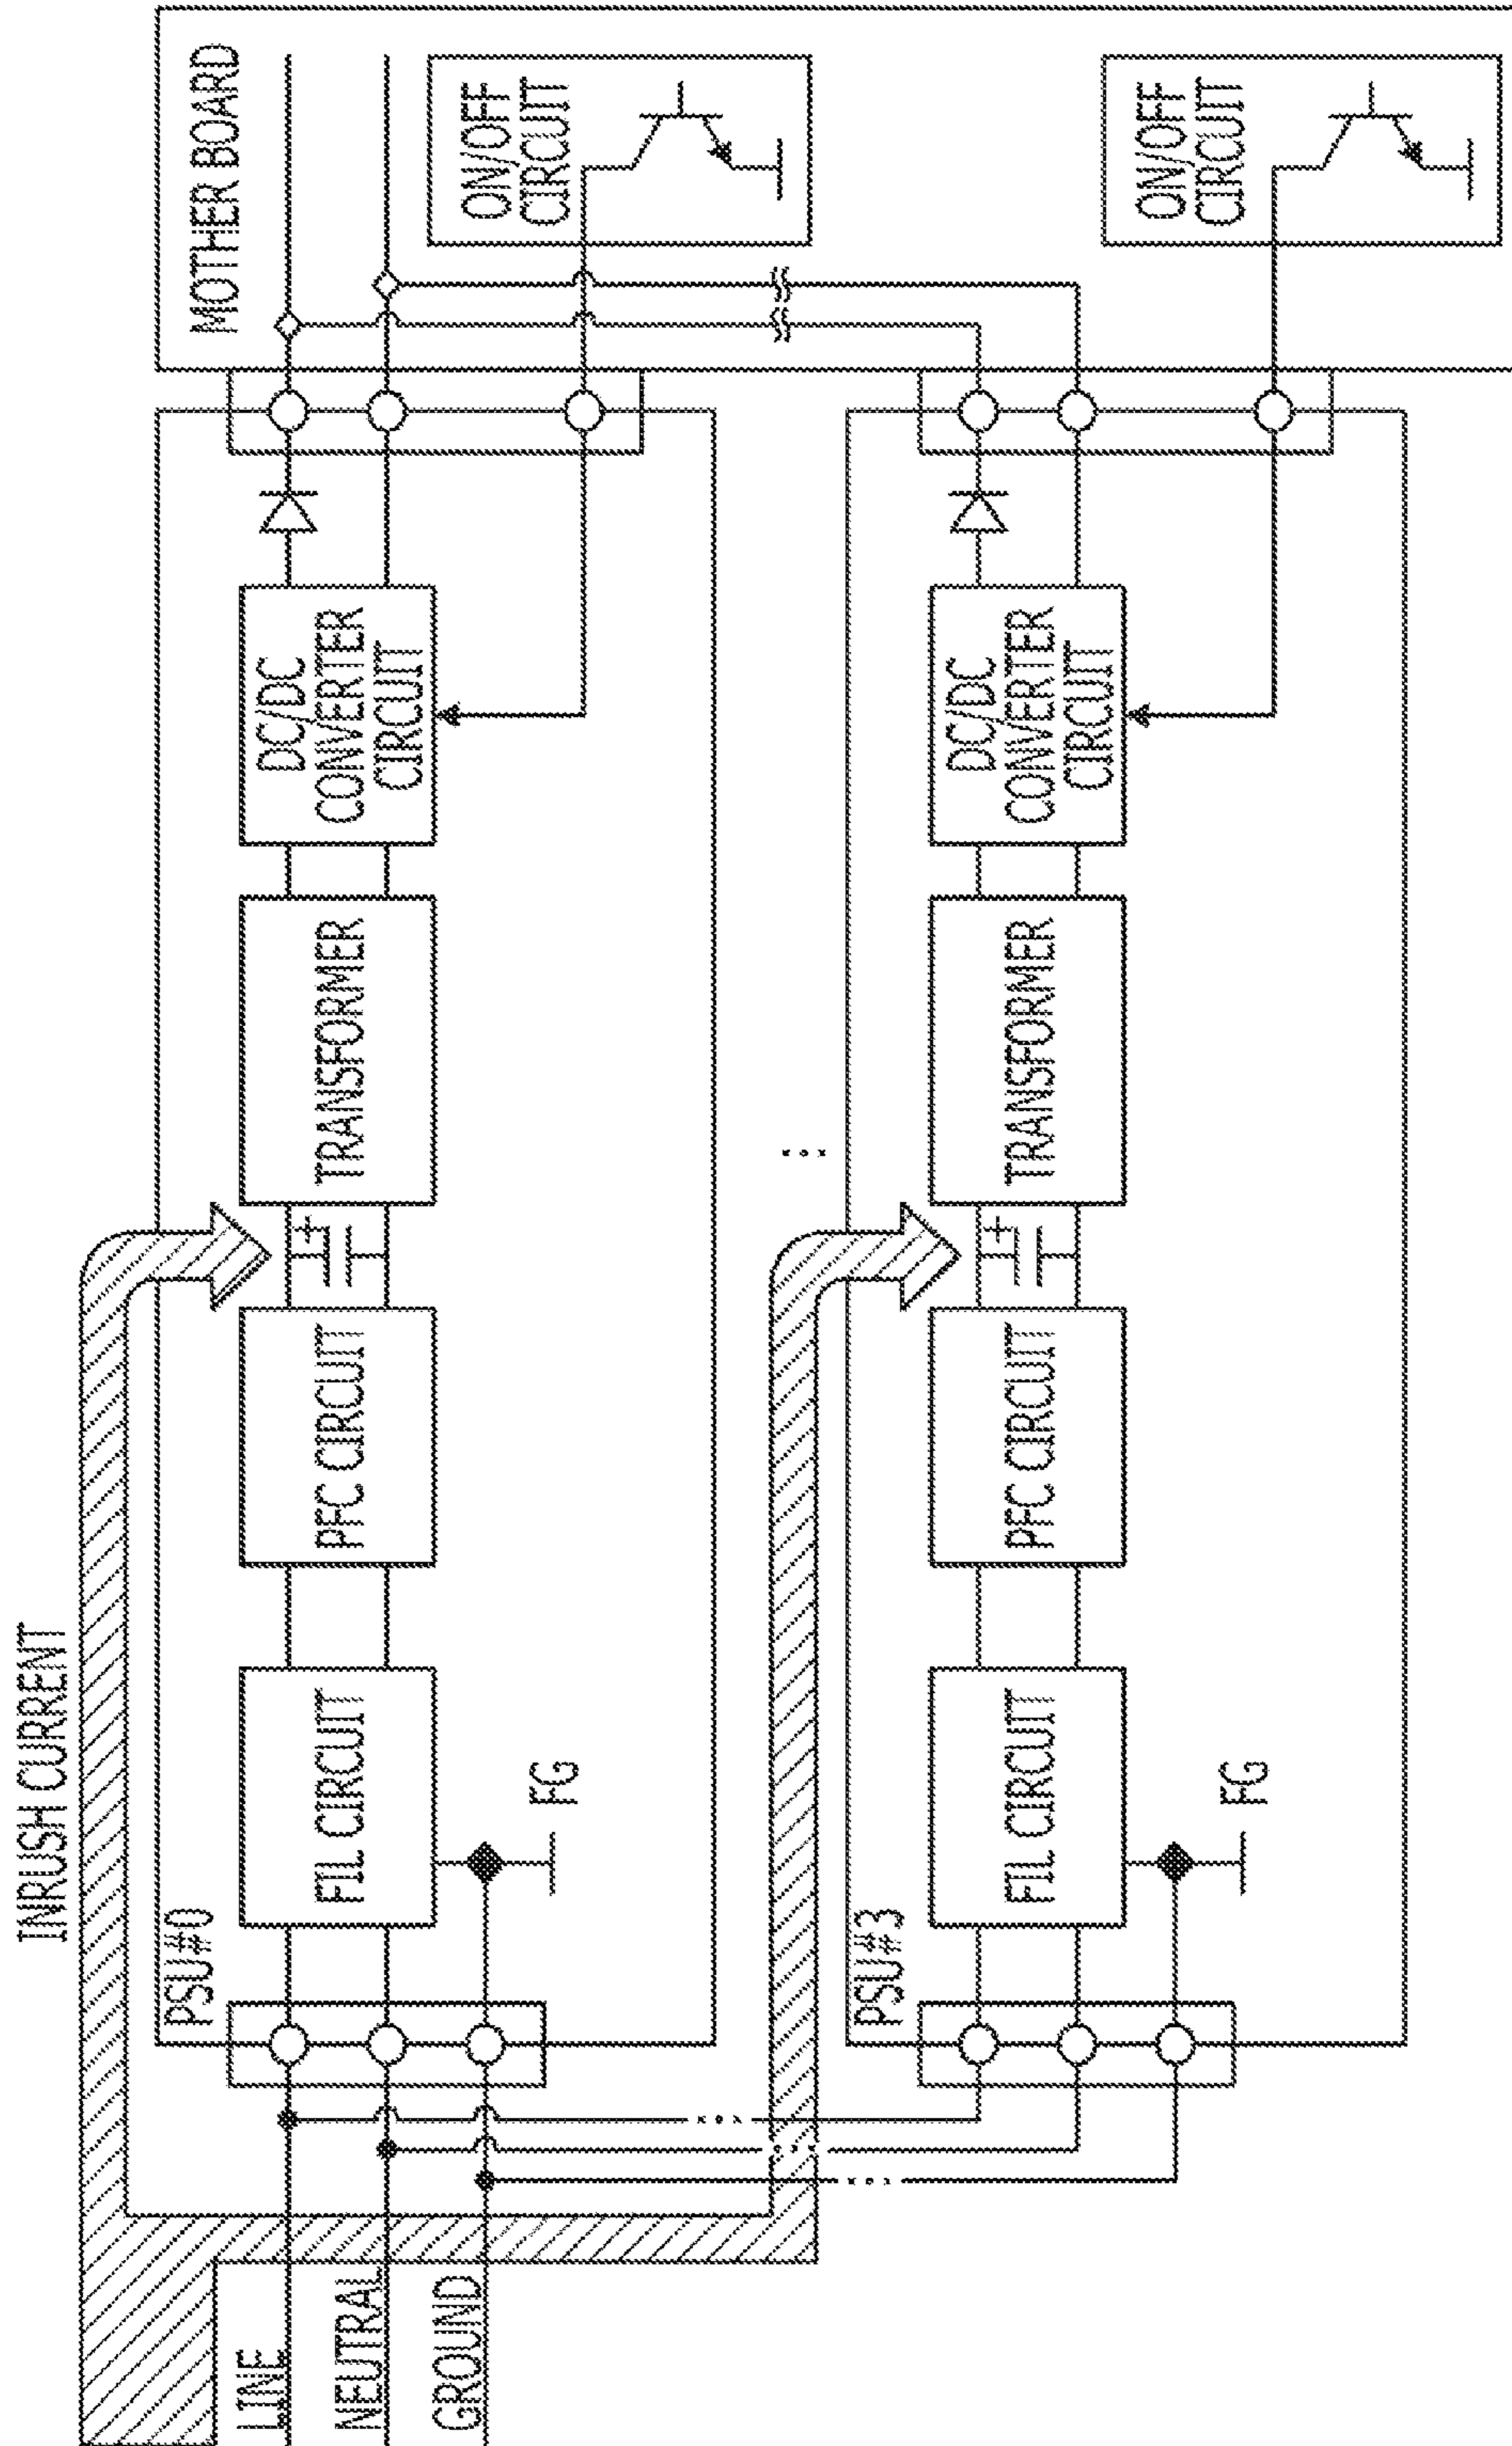 INRUSH CURRENT
PSU#0
LINE
NEUTRAL
GROUND
FIL CIRCUIT
FG
PFC CIRCUIT
+
TRANSFORMER
DC/DC
CONVERTER
CIRCUIT
MOTHER BOARD
ON/OFF
CIRCUIT
PSU#3
FIL CIRCUIT
FG
PFC CIRCUIT
+
TRANSFORMER
DC/DC
CONVERTER
CIRCUIT
ON/OFF
CIRCUIT